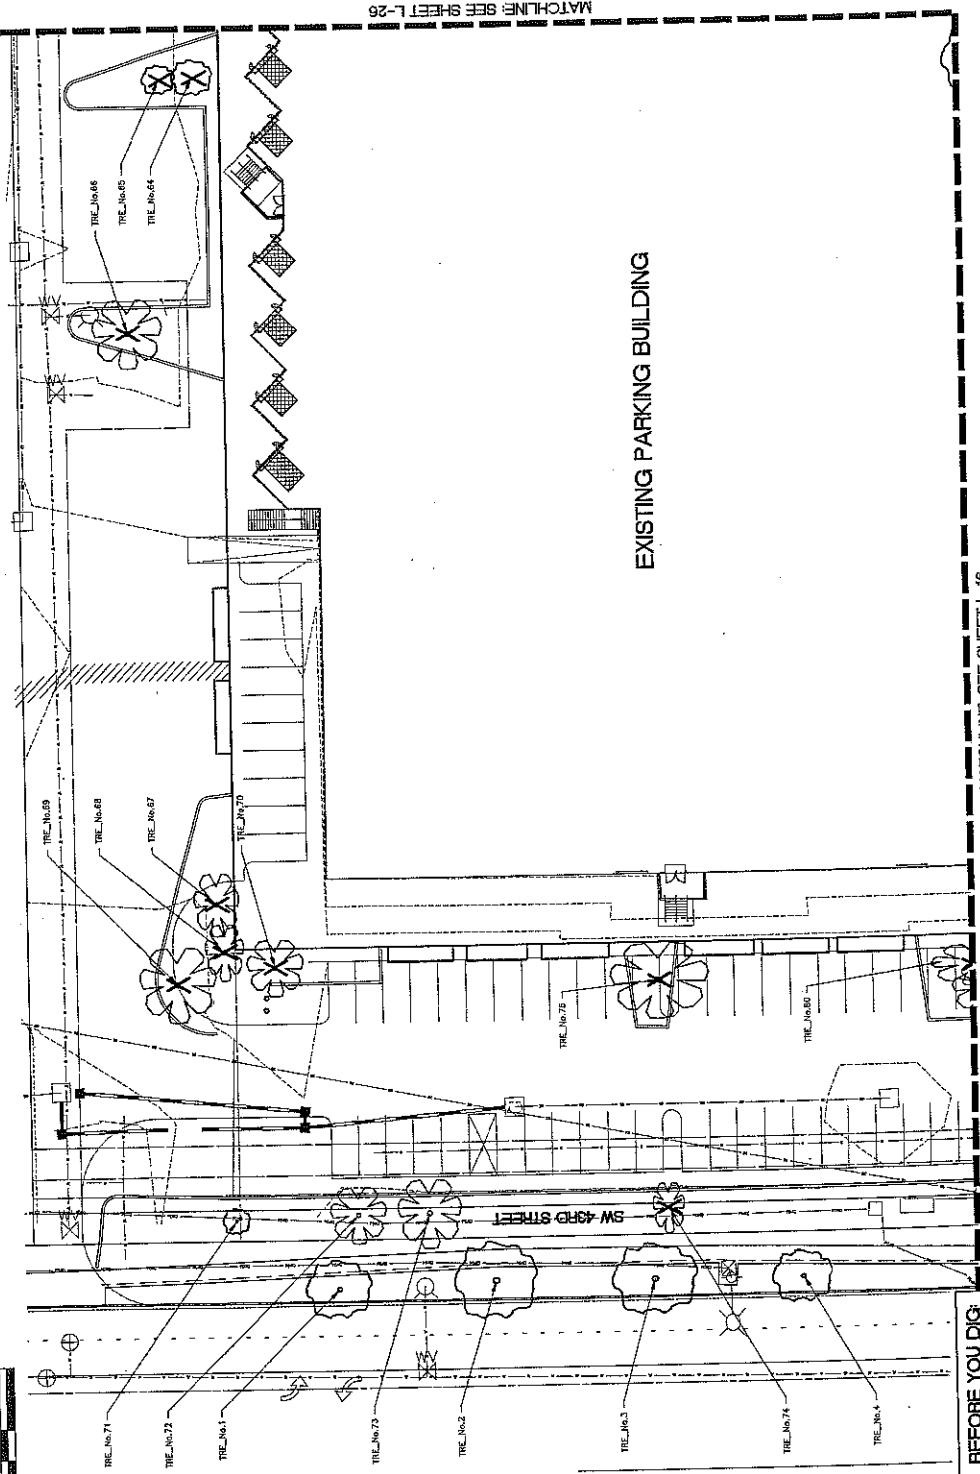 MATCHLINE: SEE SHEET L-26
TRE_No.66
TRE_No.65
TRE_No.64
EXISTING PARKING BUILDING
TRE_No.69
TRE_No.68
TRE_No.67
TRE_No.70
TRE_No.75
TRE_No.80
SW 43RD STREET
TRE_No.71
TRE_No.72
TRE_No.1
TRE_No.73
TRE_No.2
TRE_No.3
TRE_No.74
TRE_No.4
BEFORE YOU DIG